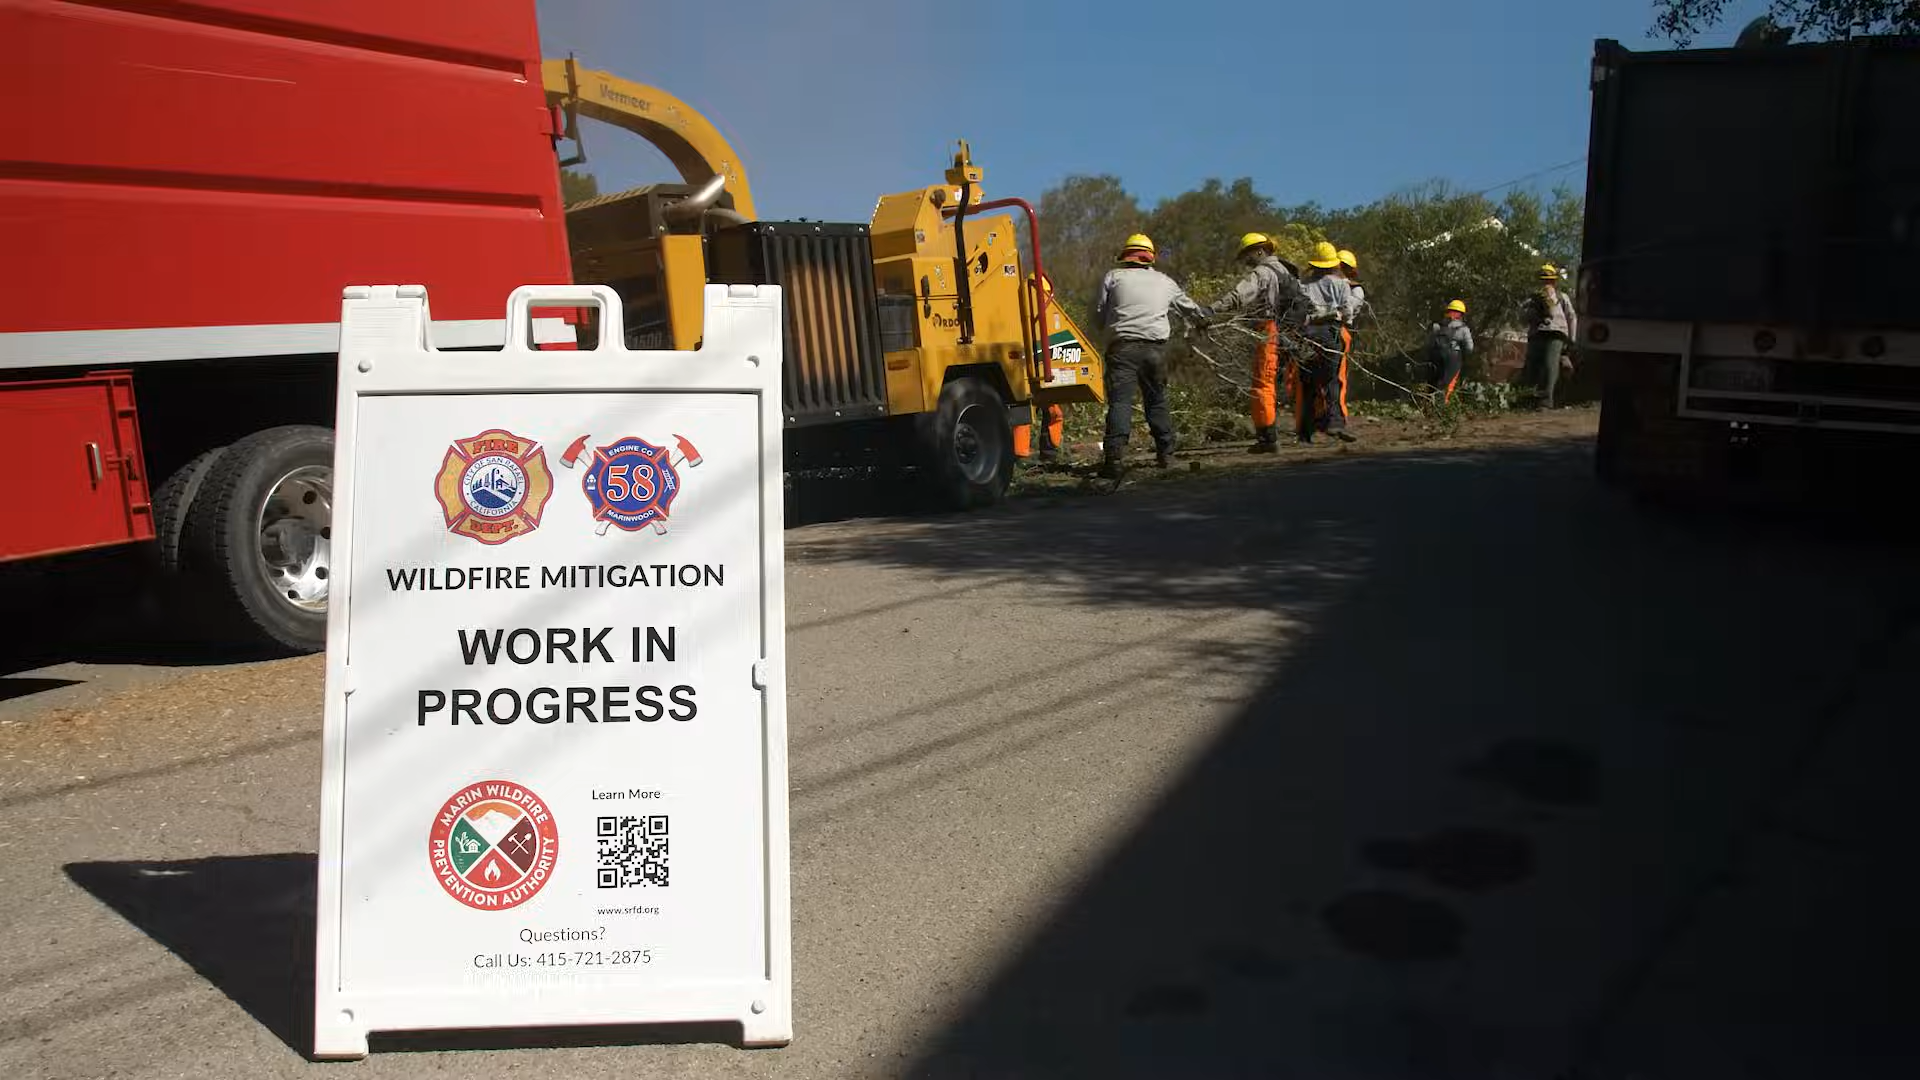 Vermeer
1500
BC1500
FIRE
CITY OF SAN RAFAEL
CALIFORNIA
DEPT.
ENGINE CO
58
MARINWOOD
WILDFIRE MITIGATION
WORK IN
PROGRESS
MARIN WILDFIRE
PREVENTION AUTHORITY
Learn More
www.srfd.org
Questions?
Call Us: 415-721-2875